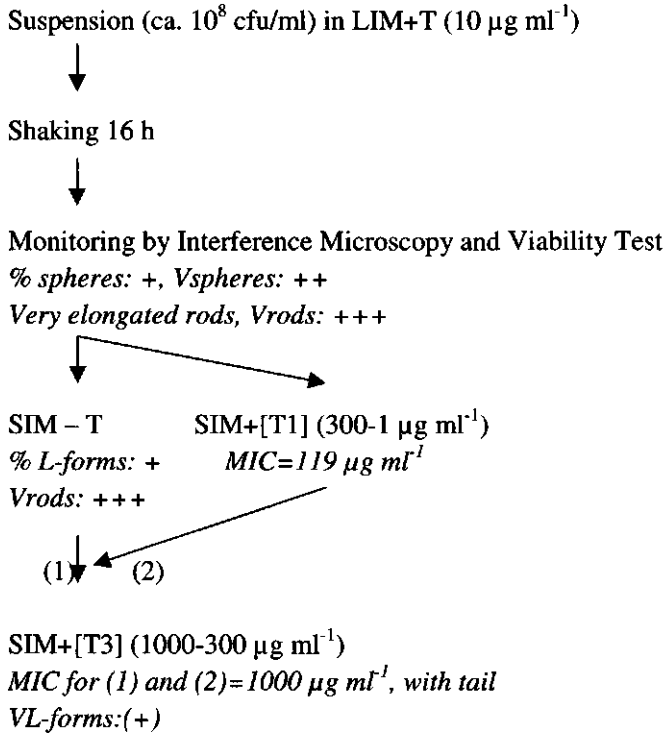 Suspension (ca. 10⁸ cfu/ml) in LIM+T (10 µg ml⁻¹)
Shaking 16 h
Monitoring by Interference Microscopy and Viability Test
% spheres: +, Vspheres: ++
Very elongated rods, Vrods: +++
SIM – T SIM+[T1] (300-1 µg ml⁻¹)
% L-forms: + MIC=119 µg ml⁻¹
Vrods: +++
(1) (2)
SIM+[T3] (1000-300 µg ml⁻¹)
MIC for (1) and (2)=1000 µg ml⁻¹, with tail
VL-forms:(+)